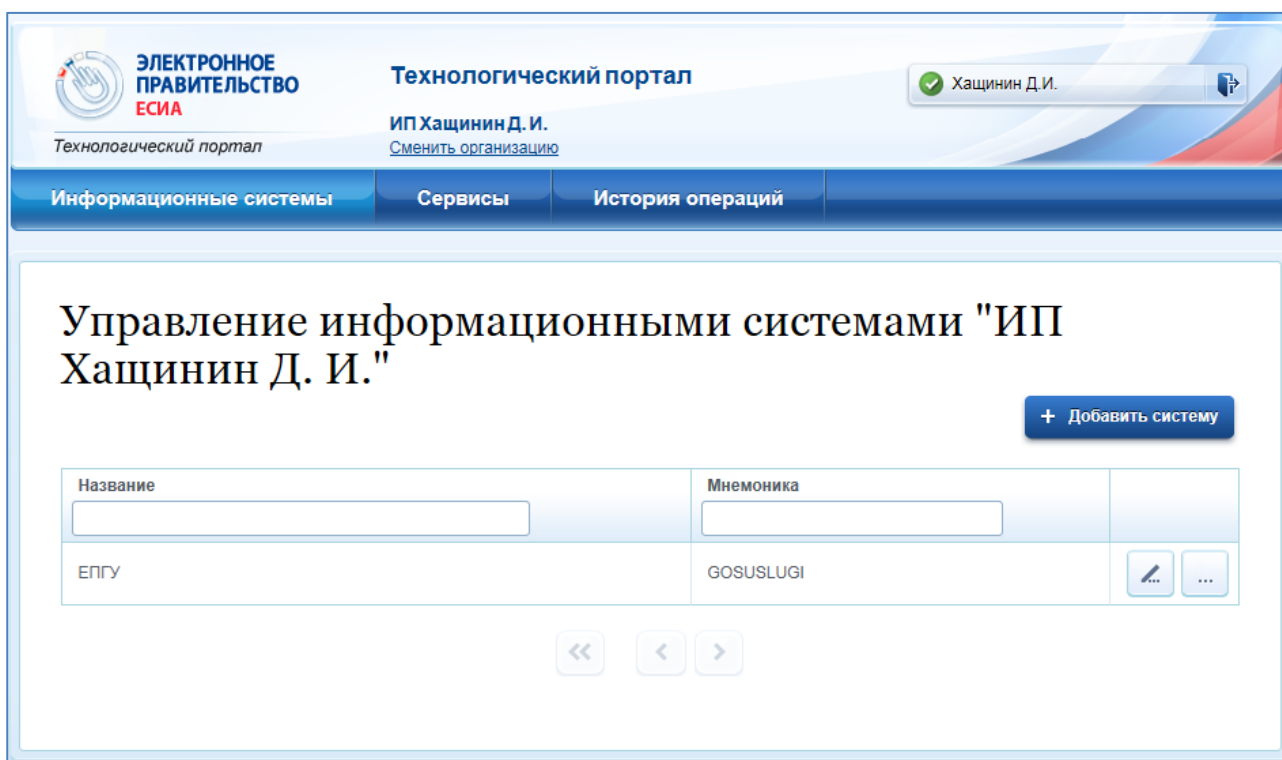 ЭЛЕКТРОННОЕ
ПРАВИТЕЛЬСТВО
ЕСИА
Технологический портал
Технологический портал
ИП Хащинин Д. И.
Сменить организацию
Хащинин Д.И.
Информационные системы
Сервисы
История операций
Управление информационными системами "ИП
Хащинин Д. И."
+ Добавить систему
Название
Мнемоника
ЕПГУ
GOSUSLUGI
...